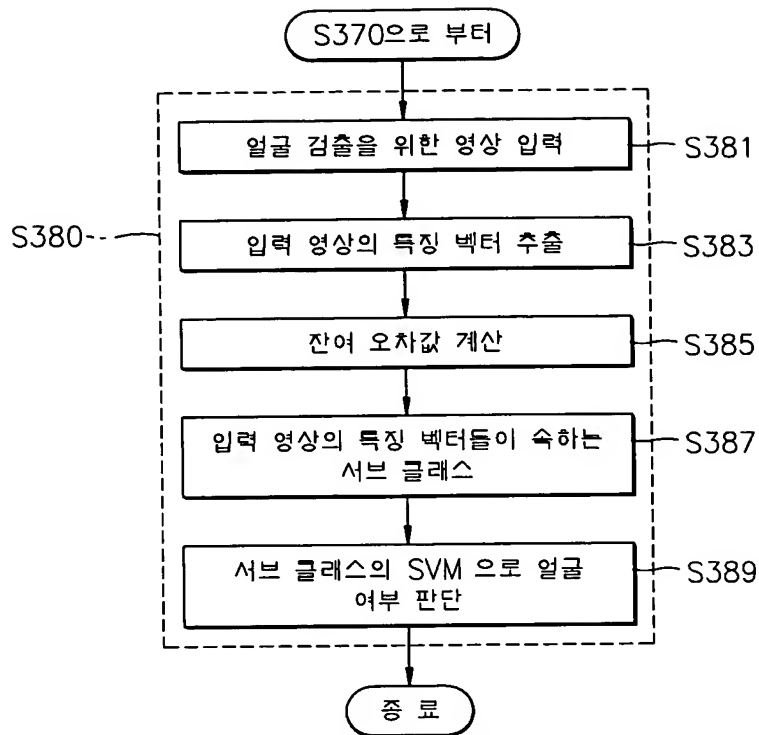 S370으로 부터
얼굴 검출을 위한 영상 입력
S381
S380
입력 영상의 특징 벡터 추출
S383
잔여 오차값 계산
S385
입력 영상의 특징 벡터들이 속하는
서브 클래스
S387
서브 클래스의 SVM 으로 얼굴
여부 판단
S389
종 료